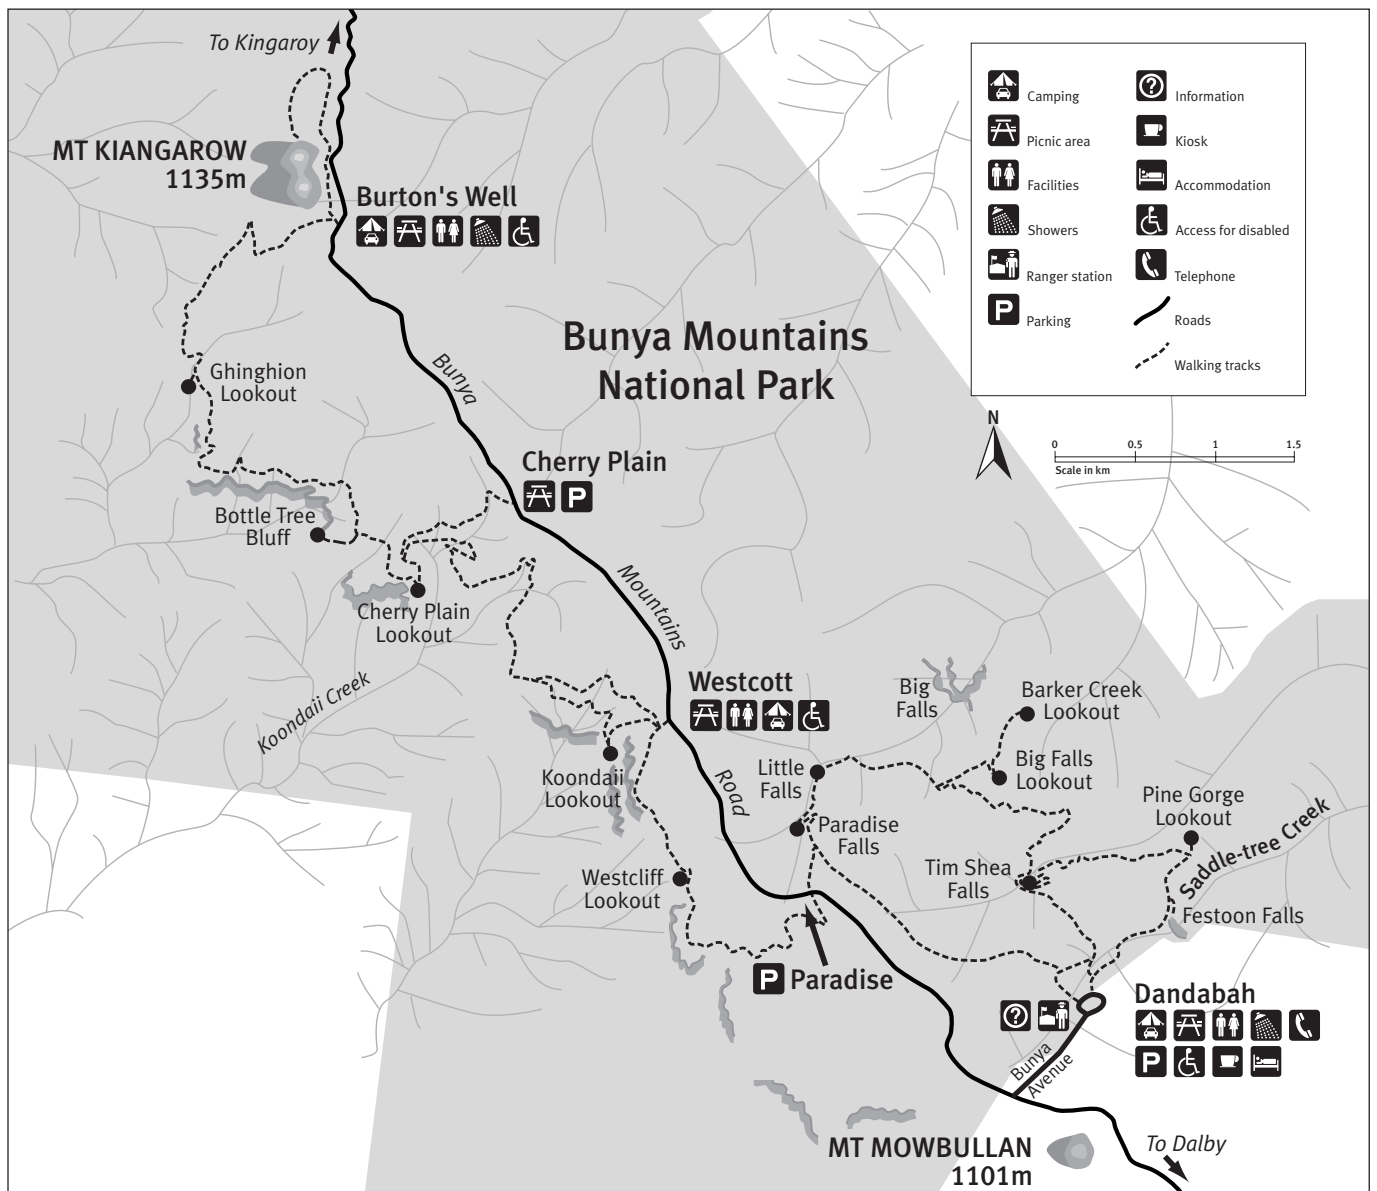 To Kingaroy
MT KIANGAROW
1135m
Burton's Well
Camping
Information
Picnic area
Kiosk
Facilities
Accommodation
Showers
Access for disabled
Ranger station
Telephone
P
Parking
Roads
Walking tracks
Bunya Mountains
National Park
Ghinghion
Lookout
Bunya
N
0 0.5 1 1.5
Scale in km
Cherry Plain
P
Bottle Tree
Bluff
Cherry Plain
Lookout
Mountains
Koondaii Creek
Westcott
Big
Falls
Barker Creek
Lookout
Koondaii
Lookout
Road
Little
Falls
Big Falls
Lookout
Pine Gorge
Lookout
Paradise
Falls
Saddle-tree Creek
Westcliff
Lookout
Tim Shea
Falls
Festoon Falls
P Paradise
?
Dandabah
P
Bunya
Avenue
MT MOWBULLAN
1101m
To Dalby